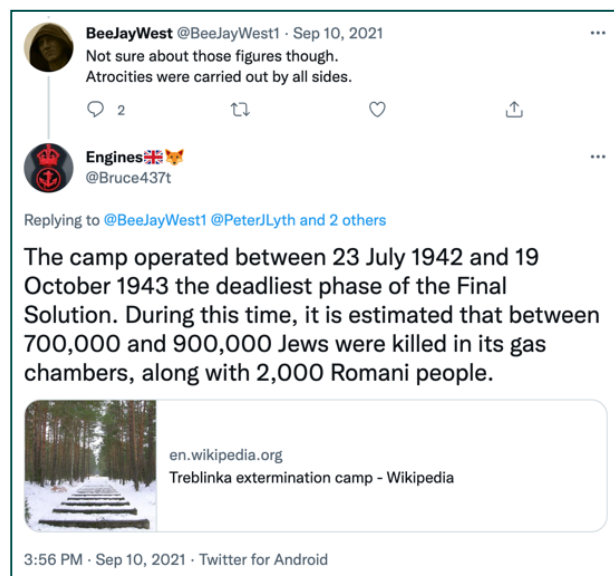 BeeJayWest @BeeJayWest1 · Sep 10, 2021
Not sure about those figures though.
Atrocities were carried out by all sides.
2
Engines🇬🇧🦊
@Bruce437t
Replying to @BeeJayWest1 @PeterJLyth and 2 others
The camp operated between 23 July 1942 and 19
October 1943 the deadliest phase of the Final
Solution. During this time, it is estimated that between
700,000 and 900,000 Jews were killed in its gas
chambers, along with 2,000 Romani people.
en.wikipedia.org
Treblinka extermination camp - Wikipedia
3:56 PM · Sep 10, 2021 · Twitter for Android